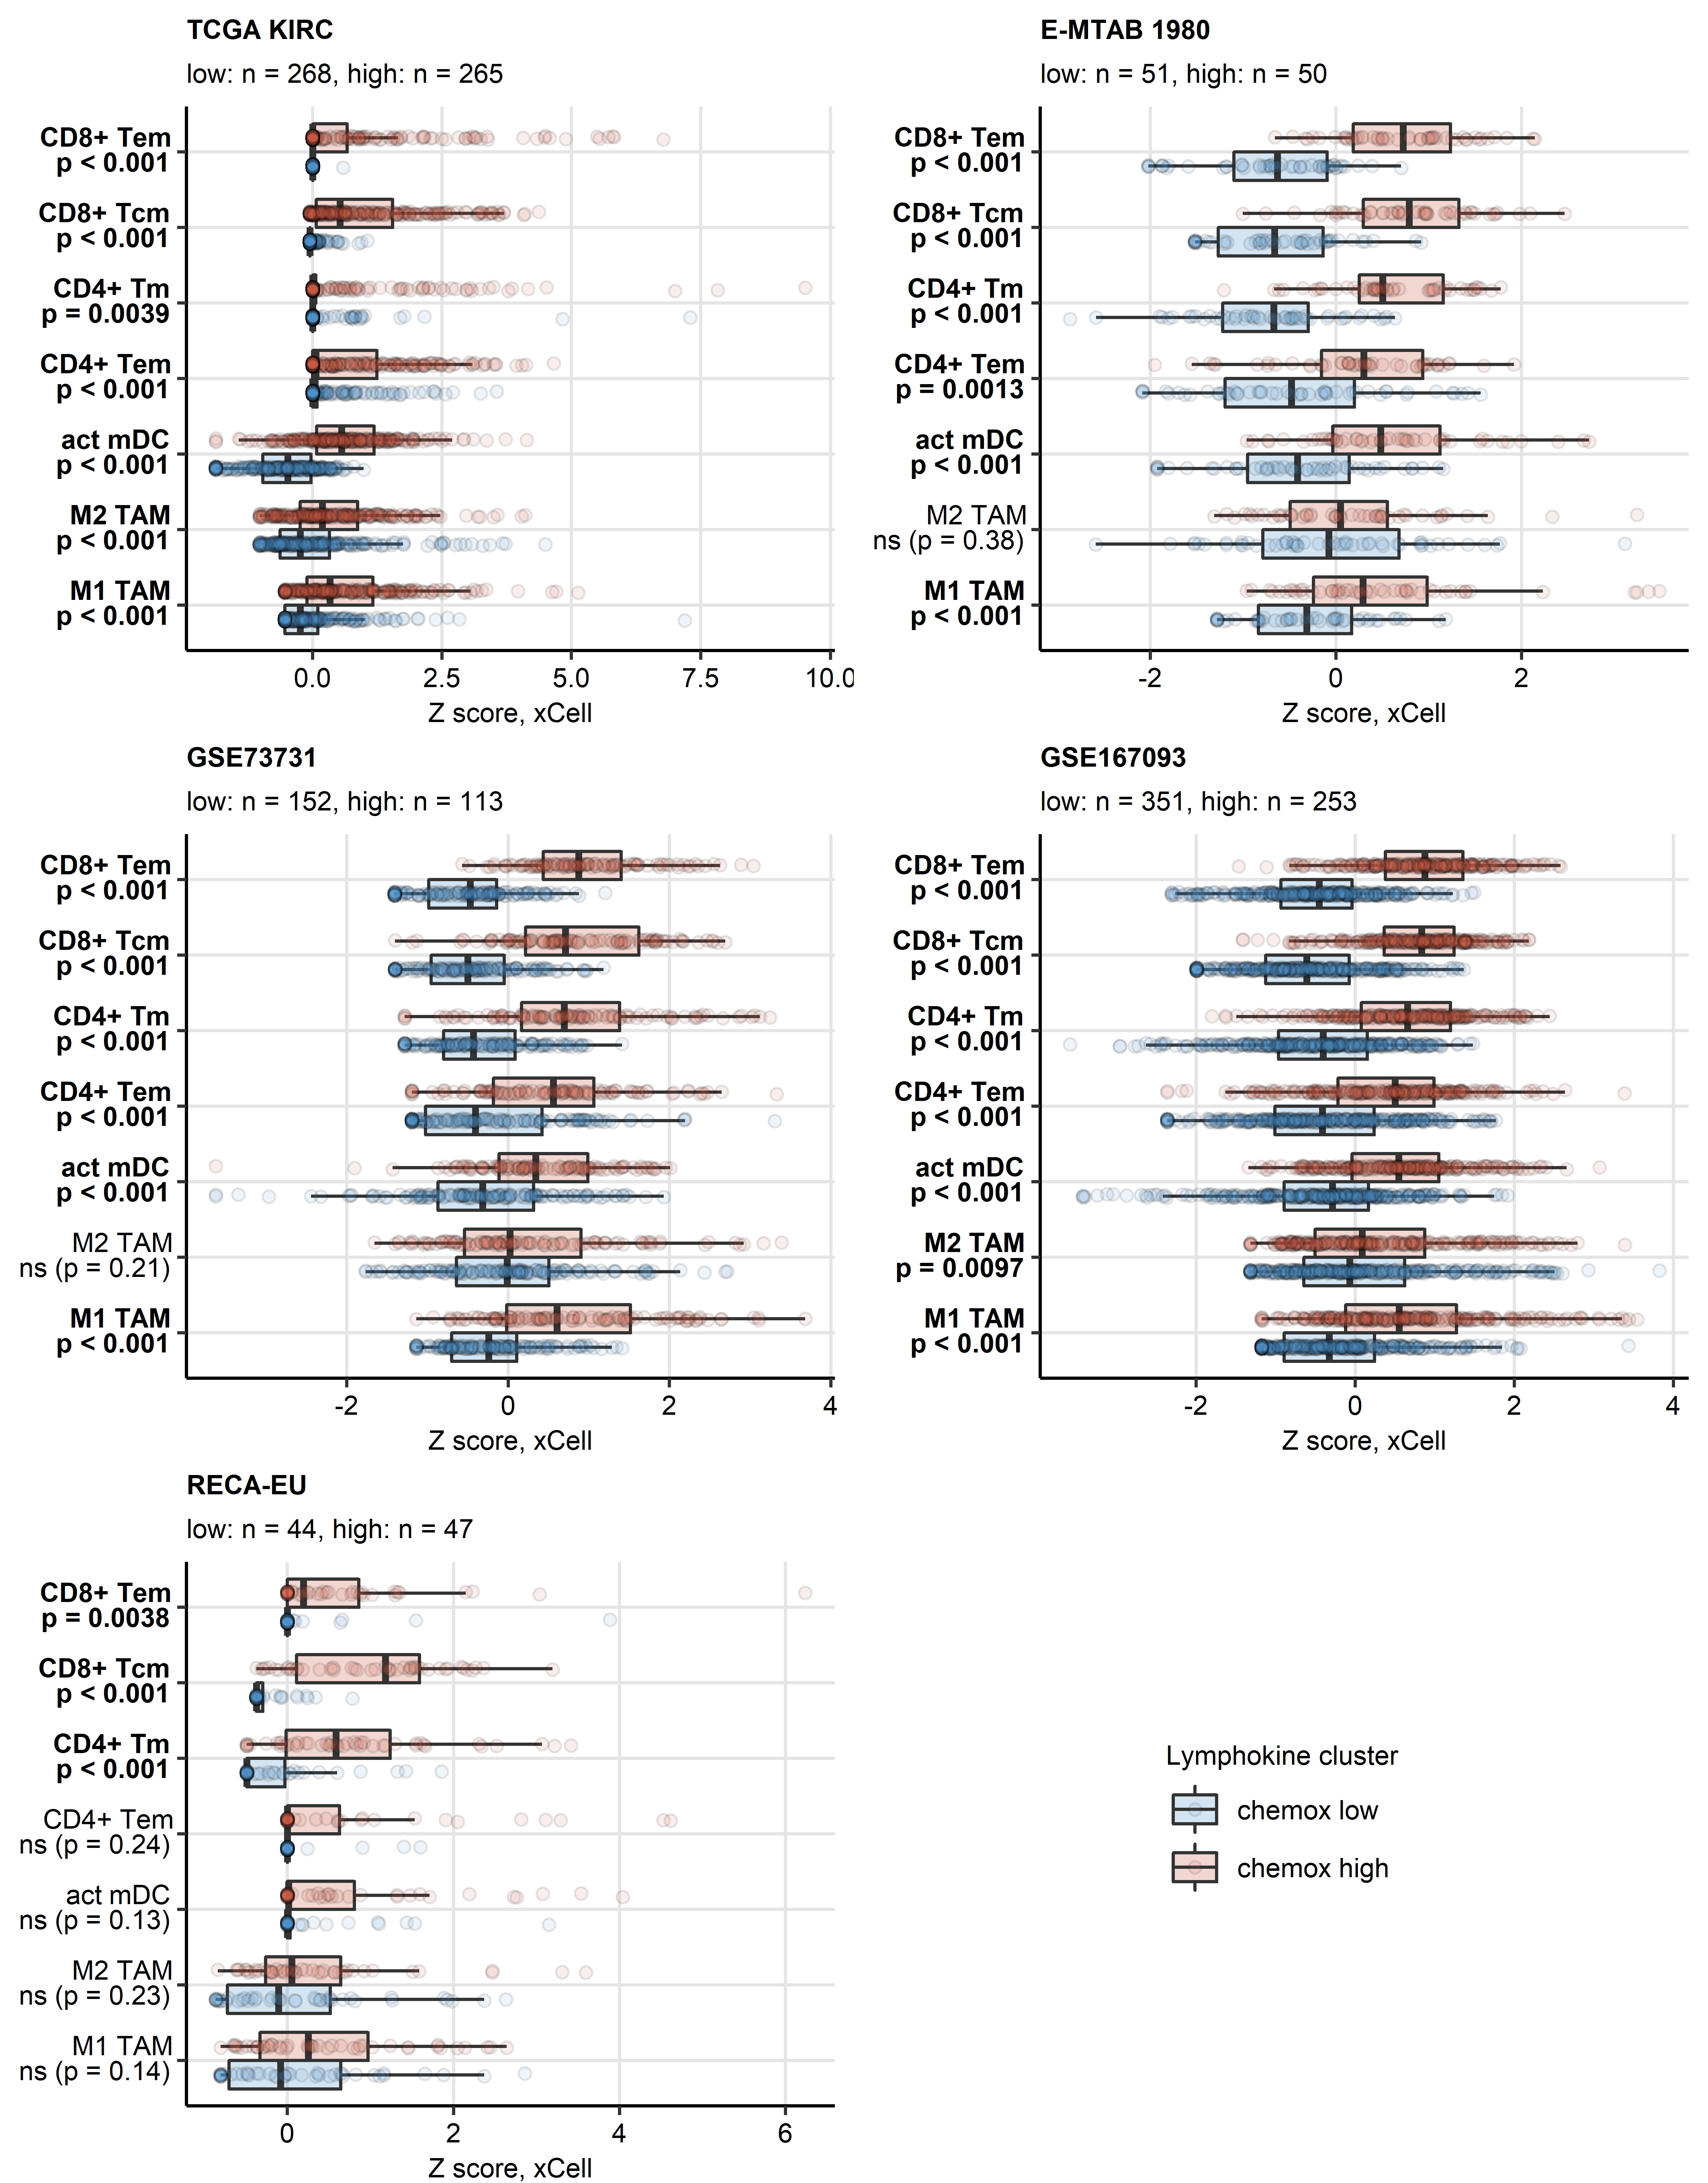 TCGA KIRC
low: n = 268, high: n = 265
CD8+ Tem
p < 0.001
CD8+ Tcm
p < 0.001
CD4+ Tm
p = 0.0039
CD4+ Tem
p < 0.001
act mDC
p < 0.001
M2 TAM
p < 0.001
M1 TAM
p < 0.001
0.0 2.5 5.0 7.5 10.0
Z score, xCell
E-MTAB 1980
low: n = 51, high: n = 50
CD8+ Tem
p < 0.001
CD8+ Tcm
p < 0.001
CD4+ Tm
p < 0.001
CD4+ Tem
p = 0.0013
act mDC
p < 0.001
M2 TAM
ns (p = 0.38)
M1 TAM
p < 0.001
-2 0 2
Z score, xCell
GSE73731
low: n = 152, high: n = 113
CD8+ Tem
p < 0.001
CD8+ Tcm
p < 0.001
CD4+ Tm
p < 0.001
CD4+ Tem
p < 0.001
act mDC
p < 0.001
M2 TAM
ns (p = 0.21)
M1 TAM
p < 0.001
-2 0 2 4
Z score, xCell
GSE167093
low: n = 351, high: n = 253
CD8+ Tem
p < 0.001
CD8+ Tcm
p < 0.001
CD4+ Tm
p < 0.001
CD4+ Tem
p < 0.001
act mDC
p < 0.001
M2 TAM
p = 0.0097
M1 TAM
p < 0.001
-2 0 2 4
Z score, xCell
RECA-EU
low: n = 44, high: n = 47
CD8+ Tem
p = 0.0038
CD8+ Tcm
p < 0.001
CD4+ Tm
p < 0.001
CD4+ Tem
ns (p = 0.24)
act mDC
ns (p = 0.13)
M2 TAM
ns (p = 0.23)
M1 TAM
ns (p = 0.14)
0 2 4 6
Z score, xCell
Lymphokine cluster
chemox low
chemox high